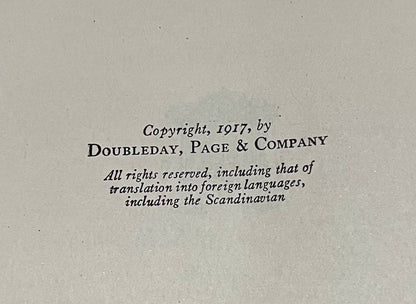 Copyright, 1917, by
DOUBLEDAY, PAGE & COMPANY
All rights reserved, including that of
translation into foreign languages,
including the Scandinavian